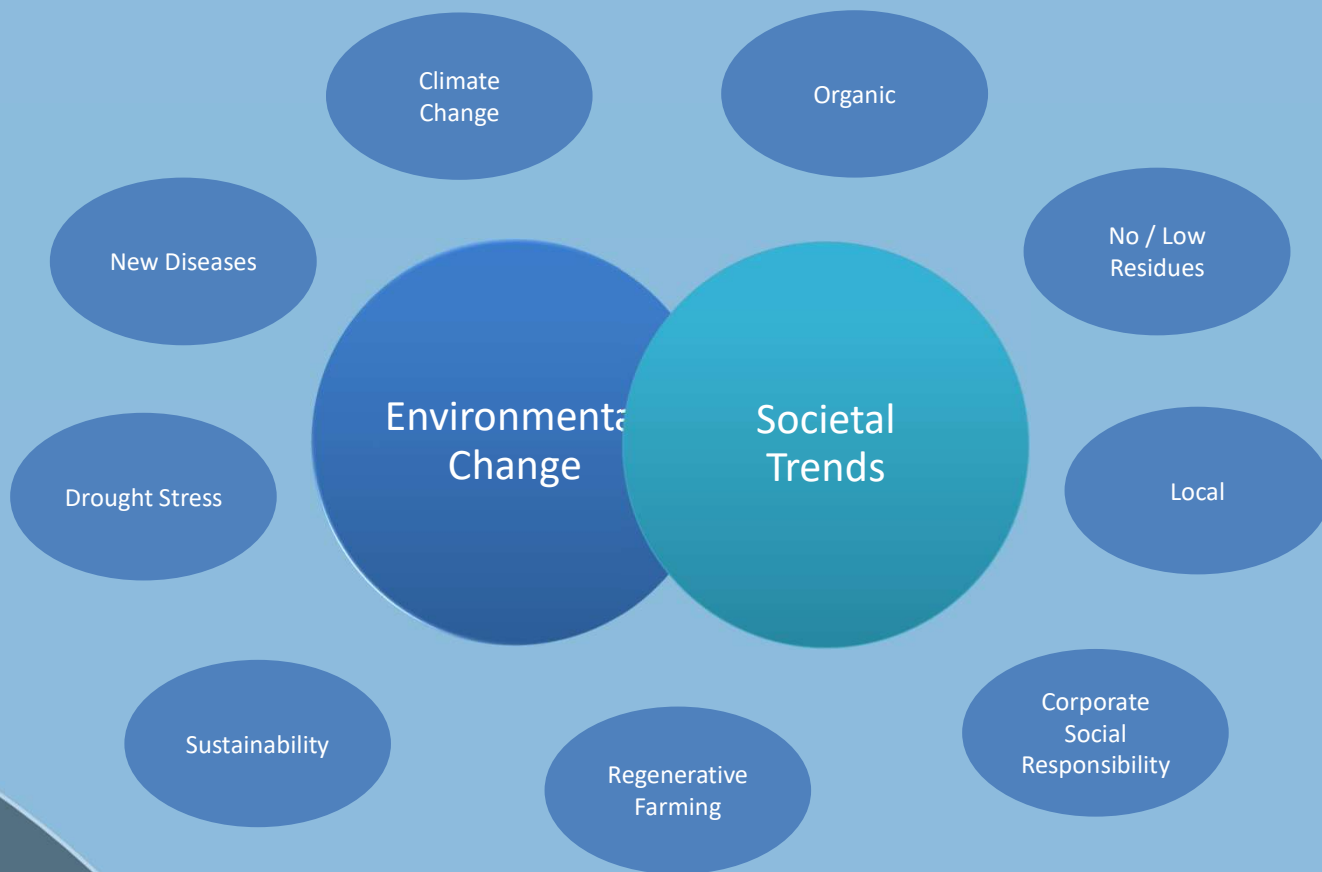 Climate
Change
Organic
New Diseases
No / Low
Residues
Environmenta
Change
Societal
Trends
Drought Stress
Local
Sustainability
Regenerative
Farming
Corporate
Social
Responsibility